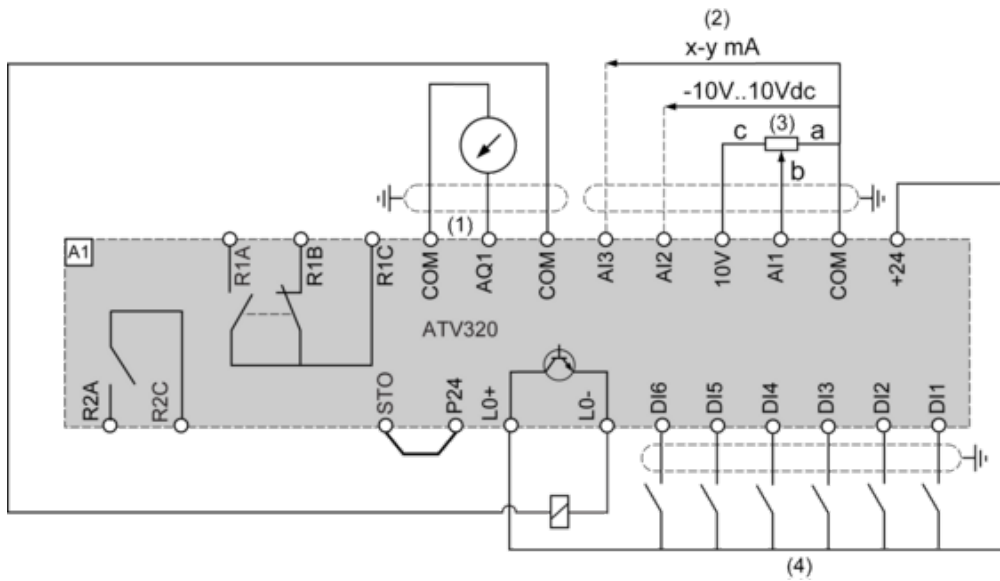 (2)
x-y mA
-10V..10Vdc
c (3) a
b
(1)
A1
R1A R1B R1C COM AQ1 COM AI3 AI2 10V AI1 COM +24
ATV320
R2A R2C STO P24 L0+ L0- DI6 DI5 DI4 DI3 DI2 DI1
(4)